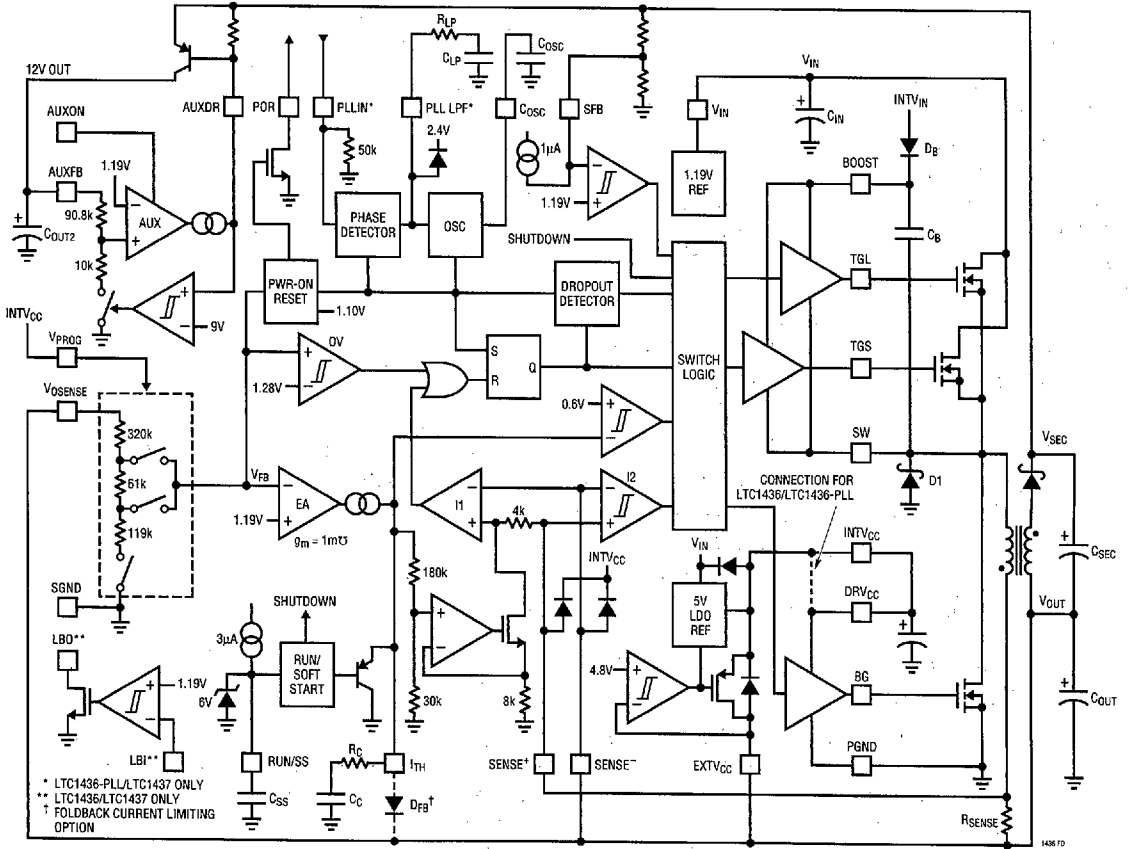 12V OUT
AUXON
AUXFB
1.19V
90.8k
COUT2
10k
INTVCC
VPROG
VOSENSE
320k
61k
119k
SGND
LBO**
1.19V
LBI**
AUX
9V
AUXDR
POR
PLLIN*
50k
RLP
CLP
PLL LPF*
2.4V
COSC
COSC
SFB
1µA
1.19V
VIN
1.19V
REF
VIN
CIN
INTVIN
DB
BOOST
CB
PHASE
DETECTOR
OSC
SHUTDOWN
PWR-ON
RESET
1.10V
DROPOUT
DETECTOR
OV
1.28V
S
R
Q
SWITCH
LOGIC
TGL
TGS
SW
D1
VSEC
CSEC
VOUT
COUT
0.6V
VFB
EA
1.19V
gm = 1m℧
I1
I2
4k
180k
30k
8k
INTVCC
VIN
5V
LDO
REF
4.8V
CONNECTION FOR
LTC1436/LTC1436-PLL
INTVCC
DRVCC
BG
PGND
3µA
6V
SHUTDOWN
RUN/
SOFT
START
RUN/SS
CSS
RC
CC
ITH
DFB†
SENSE+
SENSE–
EXTVCC
RSENSE
* LTC1436-PLL/LTC1437 ONLY
** LTC1436/LTC1437 ONLY
† FOLDBACK CURRENT LIMITING
OPTION
1436 FD